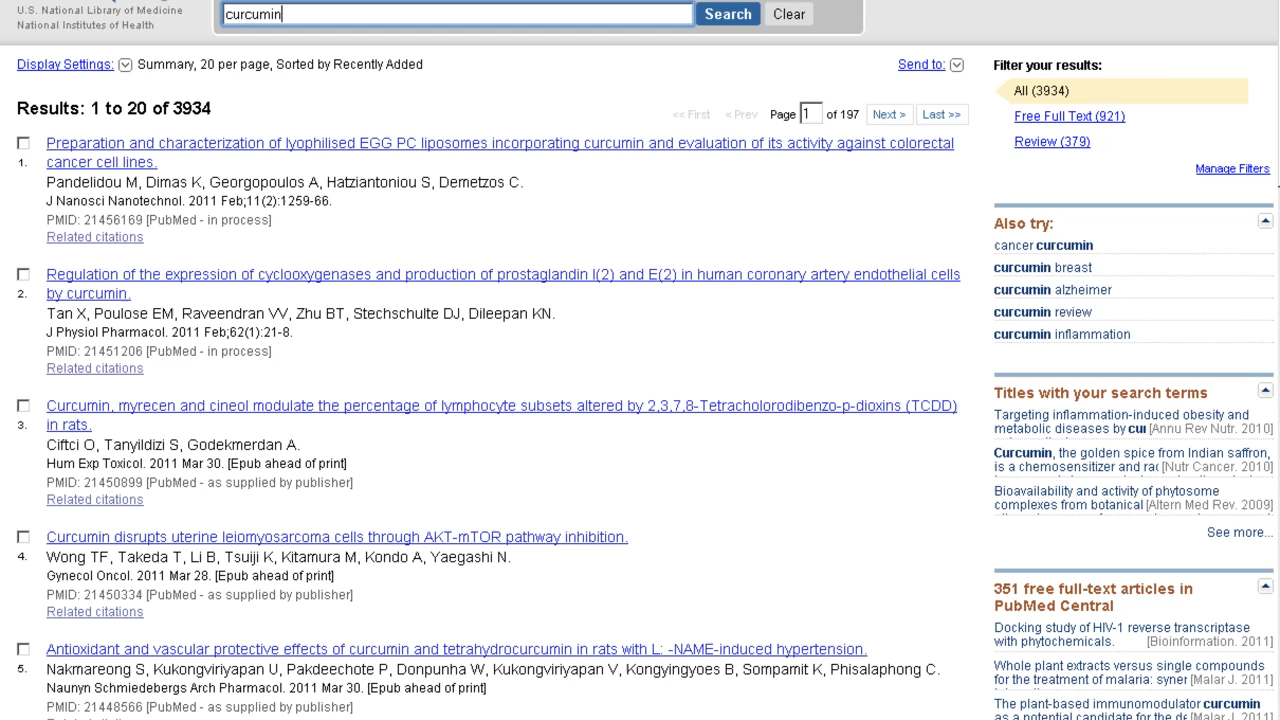 U.S. National Library of Medicine
National Institutes of Health
curcumin
Search
Clear
Display Settings:
Summary, 20 per page, Sorted by Recently Added
Send to:
Results: 1 to 20 of 3934
<< First < Prev Page 1 of 197 Next > Last >>
Preparation and characterization of lyophilised EGG PC liposomes incorporating curcumin and evaluation of its activity against colorectal
1. cancer cell lines.
Pandelidou M, Dimas K, Georgopoulos A, Hatziantoniou S, Demetzos C.
J Nanosci Nanotechnol. 2011 Feb;11(2):1259-66.
PMID: 21456169 [PubMed - in process]
Related citations
Regulation of the expression of cyclooxygenases and production of prostaglandin I(2) and E(2) in human coronary artery endothelial cells
2. by curcumin.
Tan X, Poulose EM, Raveendran VV, Zhu BT, Stechschulte DJ, Dileepan KN.
J Physiol Pharmacol. 2011 Feb;62(1):21-8.
PMID: 21451206 [PubMed - in process]
Related citations
Curcumin, myrecen and cineol modulate the percentage of lymphocyte subsets altered by 2,3,7,8-Tetracholorodibenzo-p-dioxins (TCDD)
3. in rats.
Ciftci O, Tanyildizi S, Godekmerdan A.
Hum Exp Toxicol. 2011 Mar 30. [Epub ahead of print]
PMID: 21450899 [PubMed - as supplied by publisher]
Related citations
Curcumin disrupts uterine leiomyosarcoma cells through AKT-mTOR pathway inhibition.
4. Wong TF, Takeda T, Li B, Tsuiji K, Kitamura M, Kondo A, Yaegashi N.
Gynecol Oncol. 2011 Mar 28. [Epub ahead of print]
PMID: 21450334 [PubMed - as supplied by publisher]
Related citations
Antioxidant and vascular protective effects of curcumin and tetrahydrocurcumin in rats with L: -NAME-induced hypertension.
5. Nakmareong S, Kukongviriyapan U, Pakdeechote P, Donpunha W, Kukongviriyapan V, Kongyingyoes B, Sompamit K, Phisalaphong C.
Naunyn Schmiedebergs Arch Pharmacol. 2011 Mar 30. [Epub ahead of print]
PMID: 21448566 [PubMed - as supplied by publisher]
Filter your results:
All (3934)
Free Full Text (921)
Review (379)
Manage Filters
Also try:
cancer curcumin
curcumin breast
curcumin alzheimer
curcumin review
curcumin inflammation
Titles with your search terms
Targeting inflammation-induced obesity and
metabolic diseases by cur [Annu Rev Nutr. 2010]
Curcumin, the golden spice from Indian saffron,
is a chemosensitizer and rad [Nutr Cancer. 2010]
Bioavailability and activity of phytosome
complexes from botanical [Altern Med Rev. 2009]
See more...
351 free full-text articles in
PubMed Central
Docking study of HIV-1 reverse transcriptase
with phytochemicals. [Bioinformation. 2011]
Whole plant extracts versus single compounds
for the treatment of malaria: syner [Malar J. 2011]
The plant-based immunomodulator curcumin
as a potential candidate for the de [Malar J. 2011]